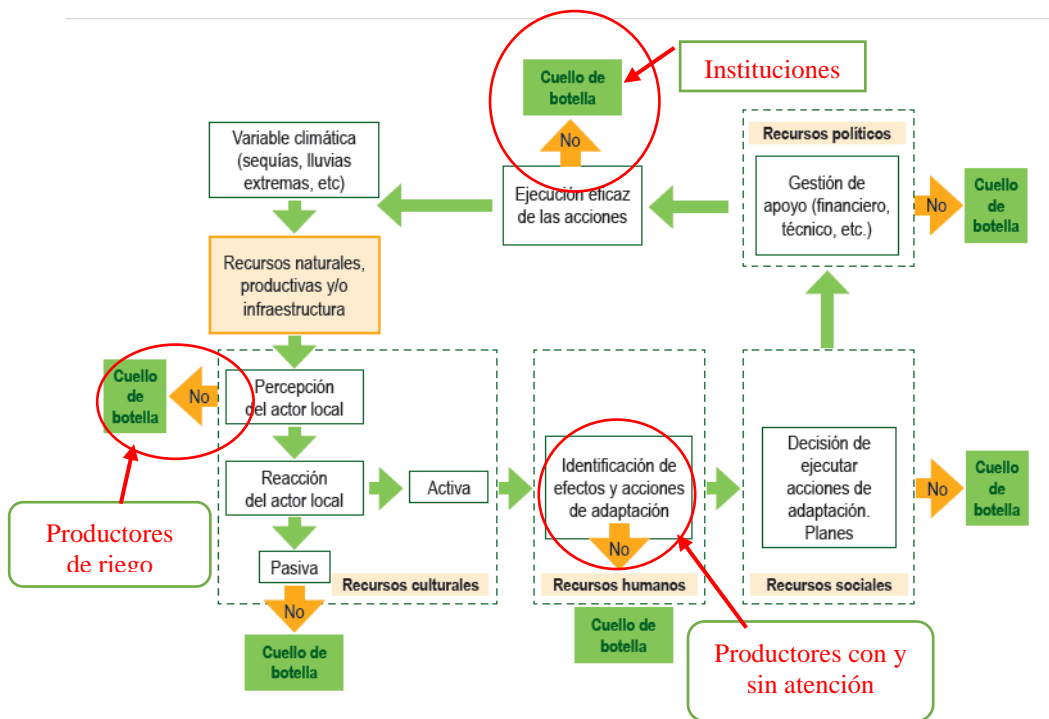 Instituciones
Cuello de
botella
No
Variable climática
(sequías, lluvias
extremas, etc)
Ejecución eficaz
de las acciones
Recursos políticos
Gestión de
apoyo (financiero,
técnico, etc.)
No
Cuello
de
botella
Recursos naturales,
productivas y/o
infraestructura
Cuello
de
botella
No
Percepción
del actor local
Reacción
del actor local
Activa
Pasiva
No
Recursos culturales
Cuello de
botella
Productores
de riego
Identificación de
efectos y acciones
de adaptación
No
Recursos humanos
Cuello de
botella
Productores con y
sin atención
Decisión de
ejecutar
acciones de
adaptación.
Planes
No
Cuello
de
botella
Recursos sociales